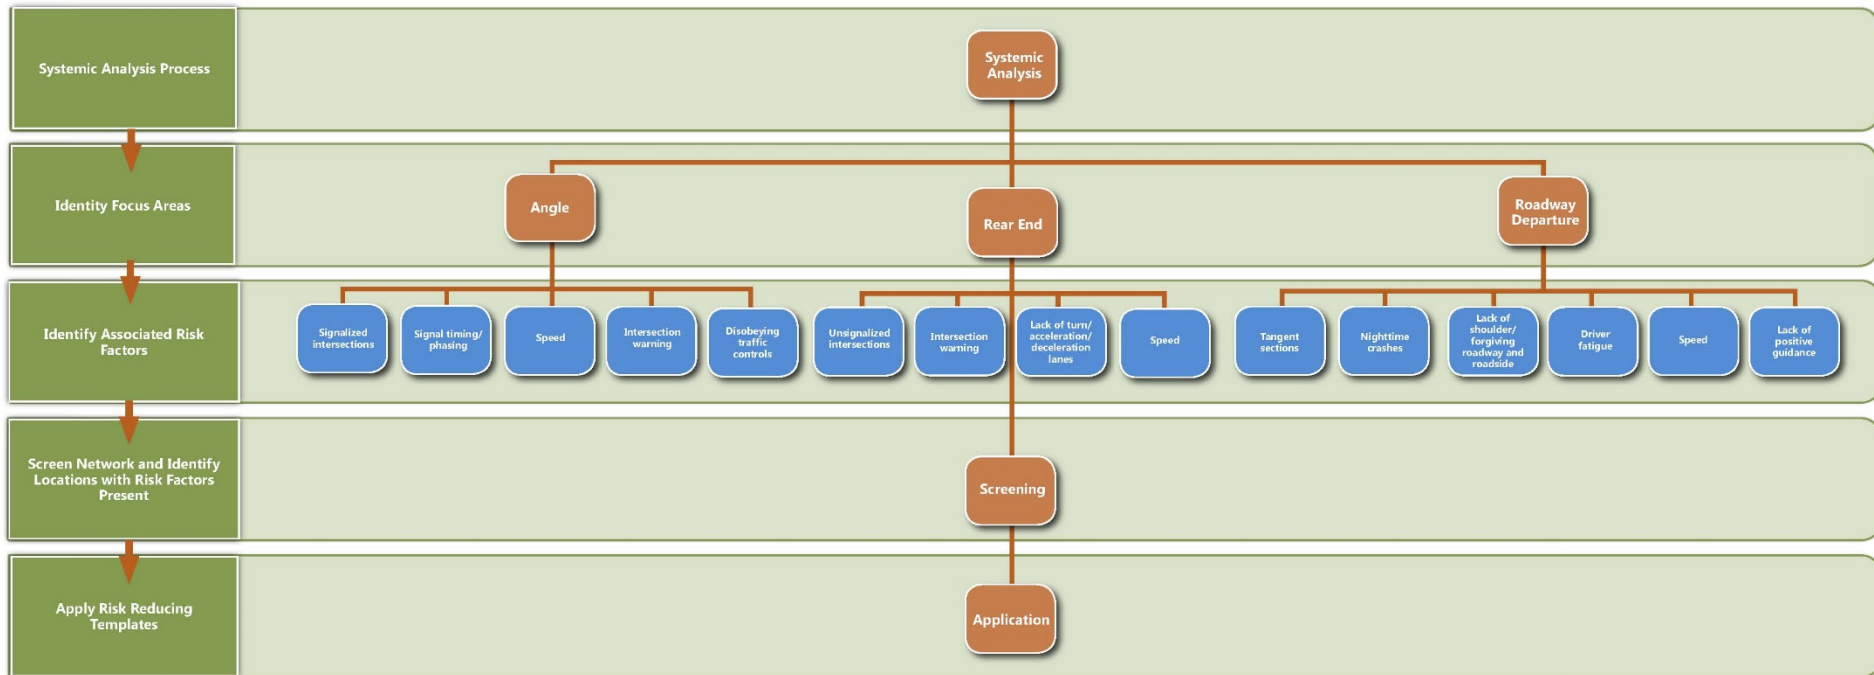 Systemic Analysis Process
Systemic
Analysis
Identity Focus Areas
Angle
Rear End
Roadway
Departure
Identify Associated Risk
Factors
Signalized
intersections
Signal timing/
phasing
Speed
Intersection
warning
Disobeying
traffic
controls
Unsignalized
intersections
Intersection
warning
Lack of turn/
acceleration/
deceleration
lanes
Speed
Tangent
sections
Nighttime
crashes
Lack of
shoulder/
forgiving
roadway and
roadside
Driver
fatigue
Speed
Lack of
positive
guidance
Screen Network and Identify
Locations with Risk Factors
Present
Screening
Apply Risk Reducing
Templates
Application